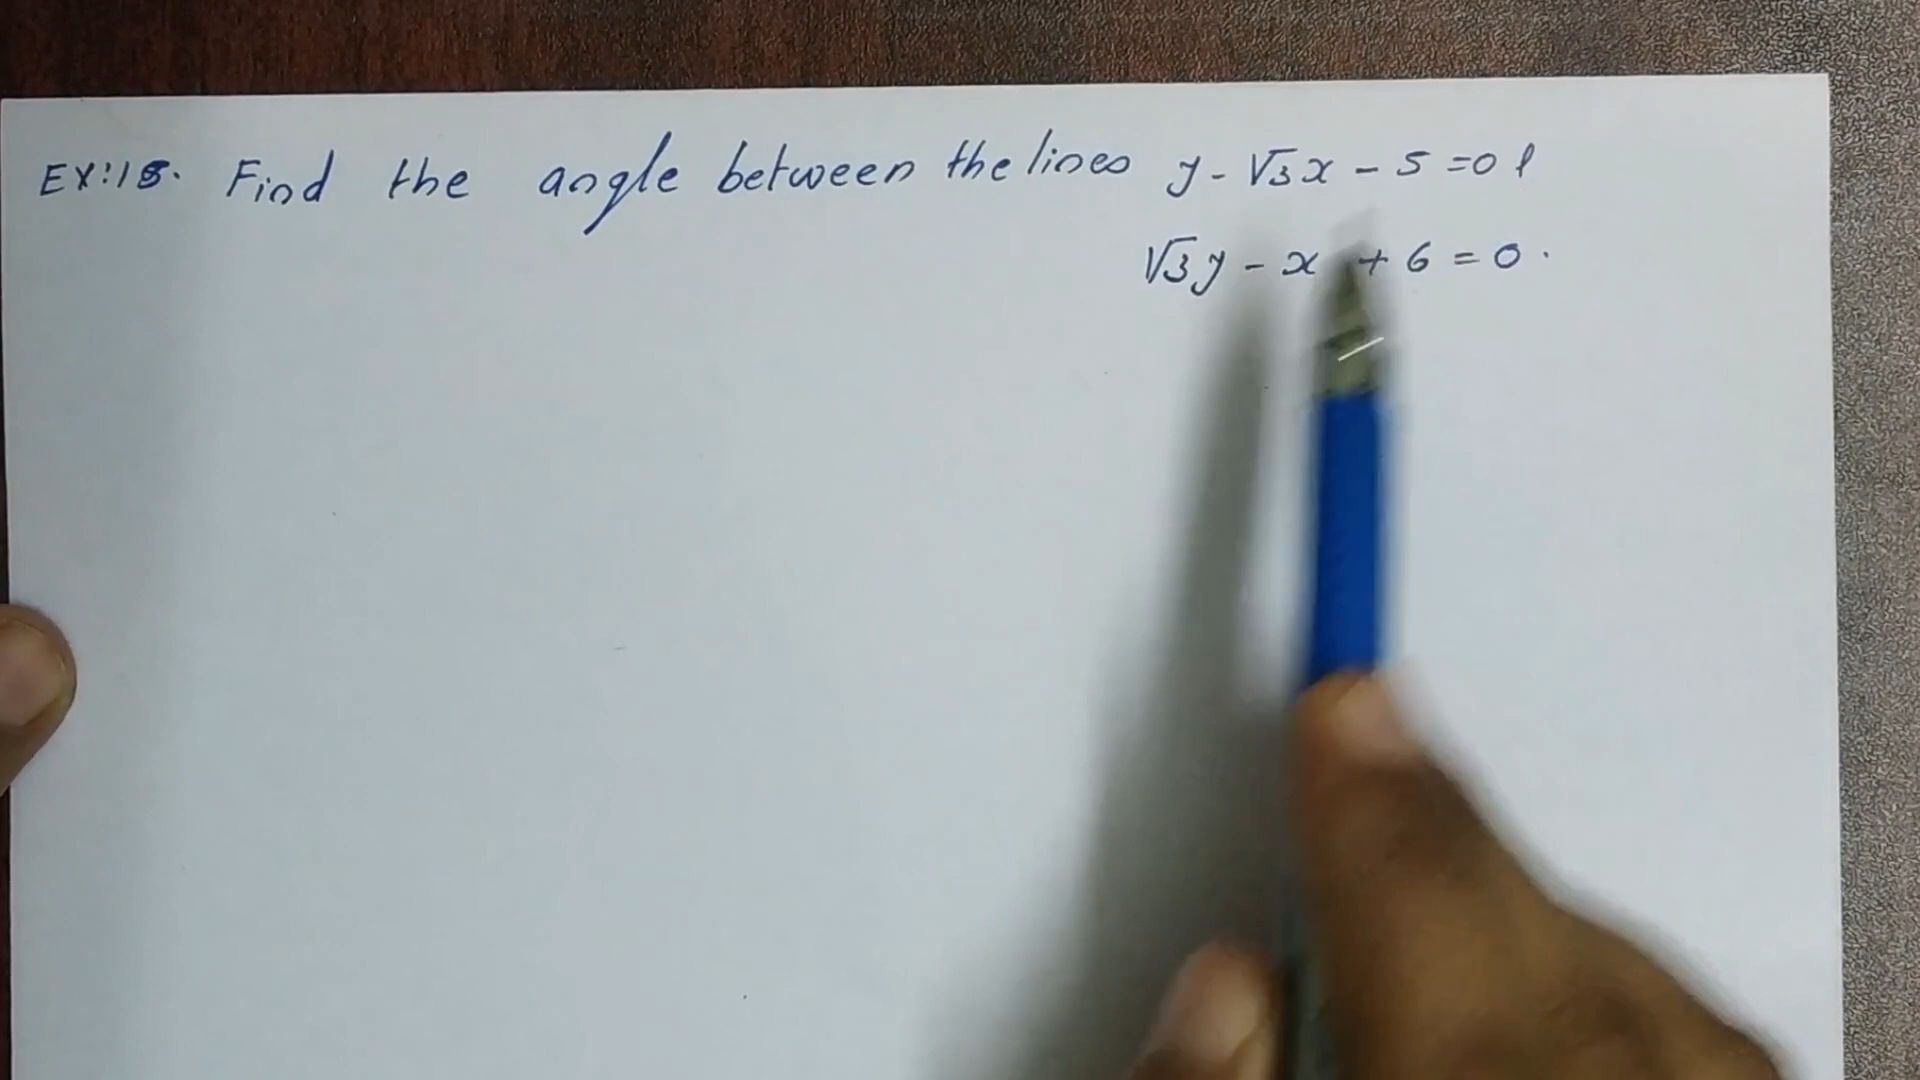 EX:18. Find the angle between the lines y - √3x - 5 = 0 &
√3y - x + 6 = 0.